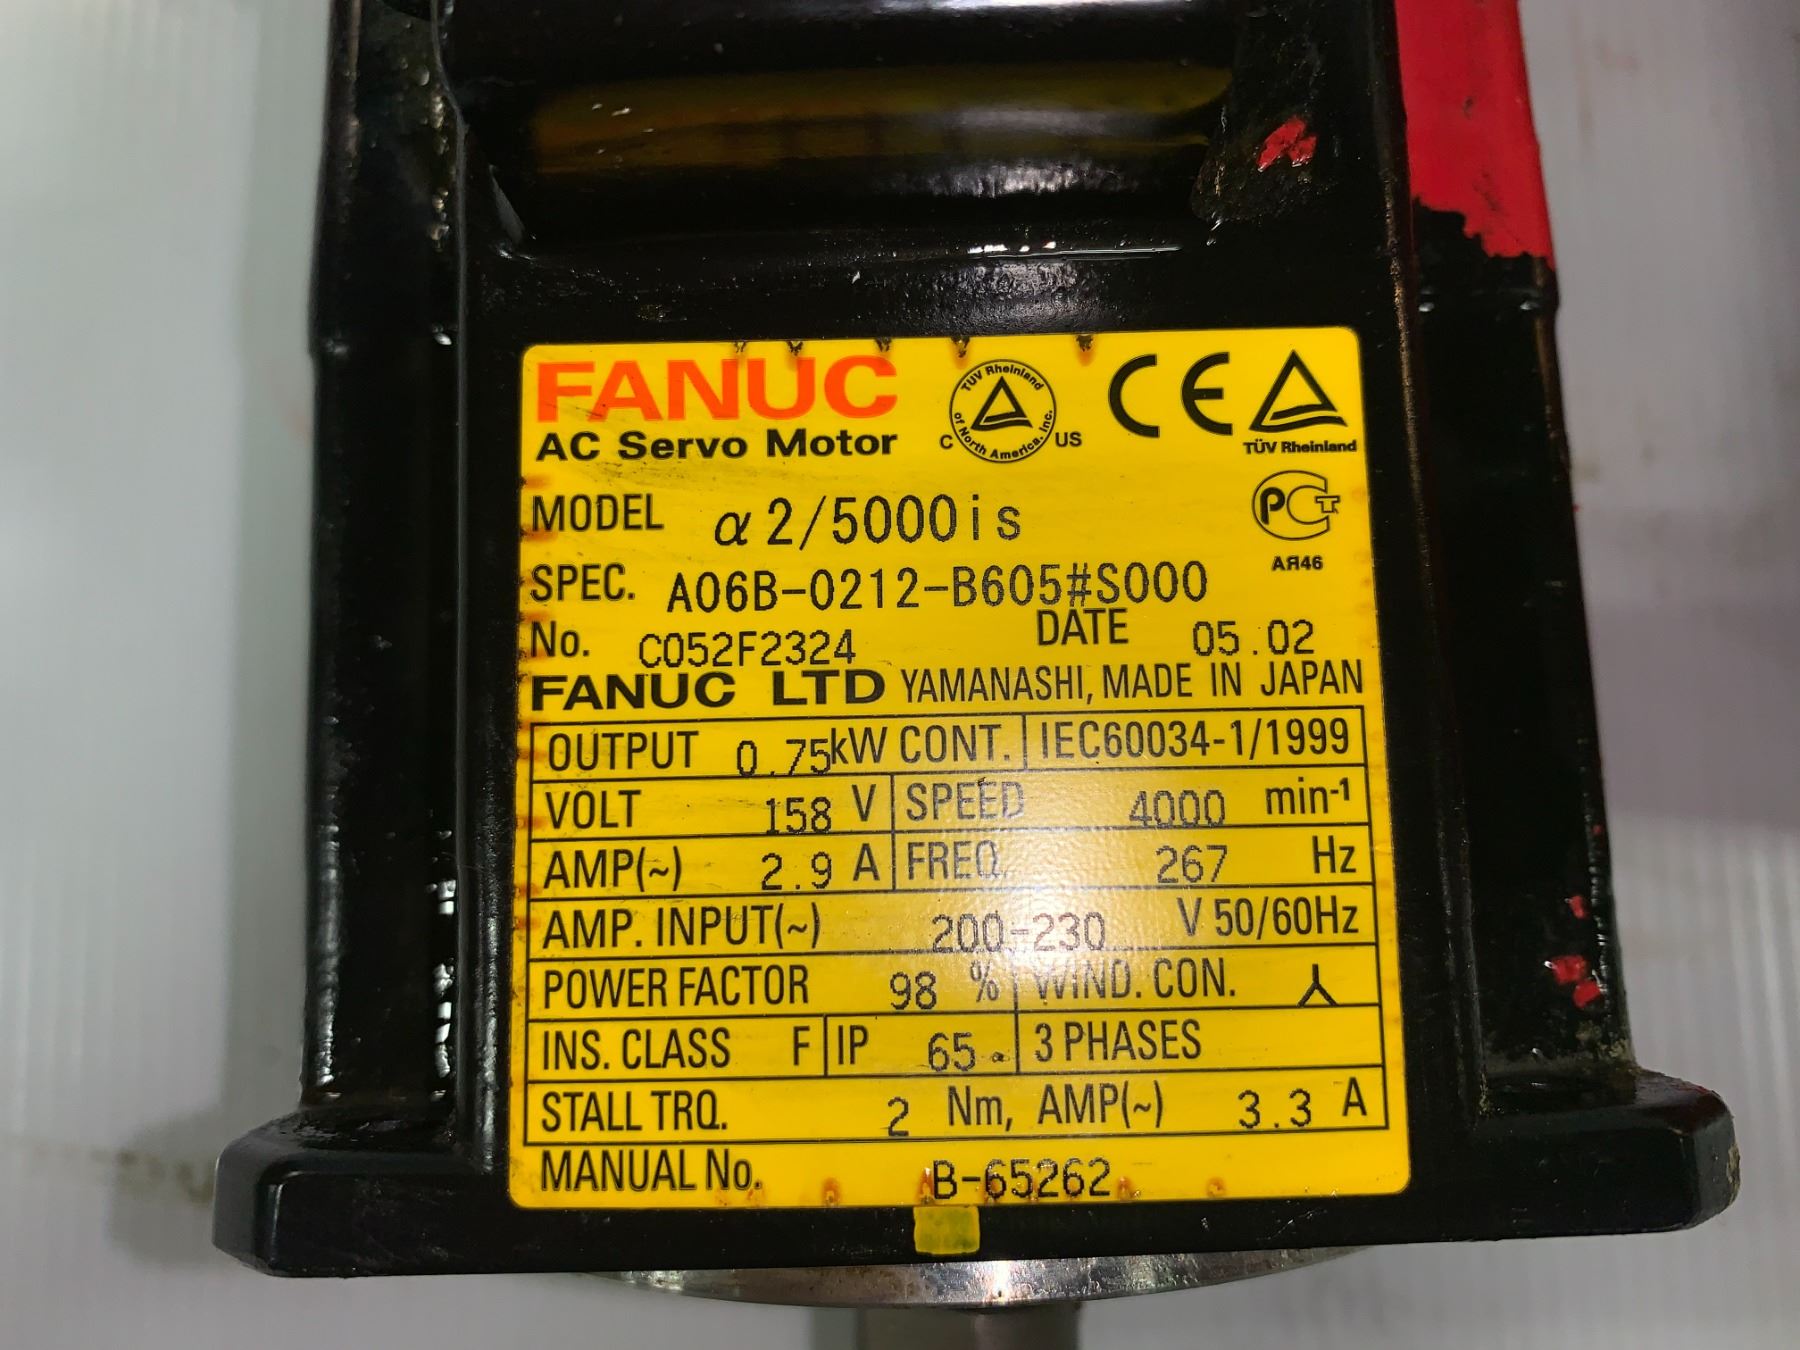 FANUC
AC Servo Motor
TÜV Rheinland of North America, Inc.
C US
CE
TÜV Rheinland
MODEL α2/5000is
PCT
АЯ46
SPEC. A06B-0212-B605#S000
No. C052F2324 DATE 05.02
FANUC LTD YAMANASHI, MADE IN JAPAN
OUTPUT 0.75kW CONT. IEC60034-1/1999
VOLT 158 V SPEED 4000 min-1
AMP(~) 2.9 A FREQ. 267 Hz
AMP. INPUT(~) 200-230 V 50/60Hz
POWER FACTOR 98 % WIND. CON. ⅄
INS. CLASS F IP 65 3 PHASES
STALL TRQ. 2 Nm, AMP(~) 3.3 A
MANUAL No. B-65262